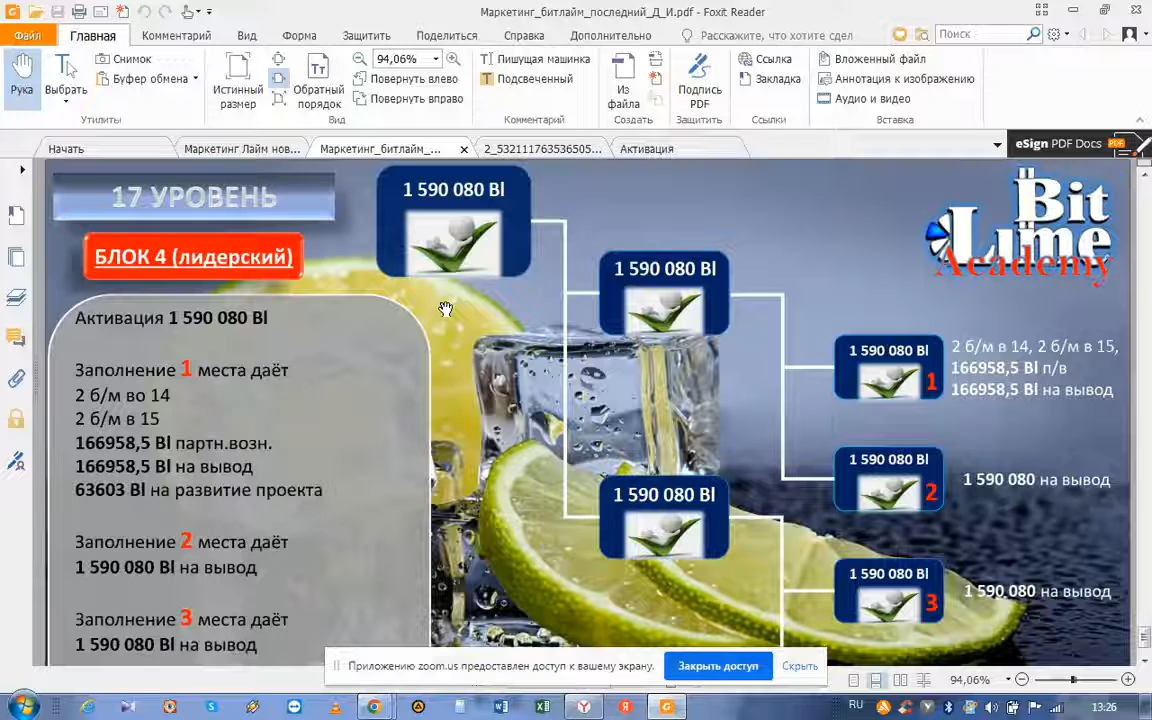 Маркетинг_битлайм_последний_Д_И.pdf - Foxit Reader
Файл
Главная
Комментарий
Вид
Форма
Защитить
Поделиться
Справка
Дополнительно
Расскажите, что хотите сдел
Поиск
Рука
Выбрать
Снимок
Буфер обмена
Утилиты
Истинный размер
Обратный порядок
94,06%
Повернуть влево
Повернуть вправо
Вид
Пишущая машинка
Подсвеченный
Комментарий
Из файла
Создать
Подпись PDF
Защитить
Ссылка
Закладка
Ссылки
Вложенный файл
Аннотация к изображению
Аудио и видео
Вставка
Начать
Маркетинг Лайм нов...
Маркетинг_битлайм_...
2_532111763536505...
Активация
eSign PDF Docs
17 УРОВЕНЬ
БЛОК 4 (лидерский)
Активация 1 590 080 Bl
Заполнение 1 места даёт
2 б/м во 14
2 б/м в 15
166958,5 Bl партн.возн.
166958,5 Bl на вывод
63603 Bl на развитие проекта
Заполнение 2 места даёт
1 590 080 Bl на вывод
Заполнение 3 места даёт
1 590 080 Bl на вывод
1 590 080 Bl
1 590 080 Bl
1 590 080 Bl
1 590 080 Bl
1
2 б/м в 14, 2 б/м в 15,
166958,5 Bl п/в
166958,5 Bl на вывод
1 590 080 Bl
2
1 590 080 на вывод
1 590 080 Bl
3
1 590 080 на вывод
Bit
Lime
Academy
Приложению zoom.us предоставлен доступ к вашему экрану.
Закрыть доступ
Скрыть
94,06%
RU
13:26